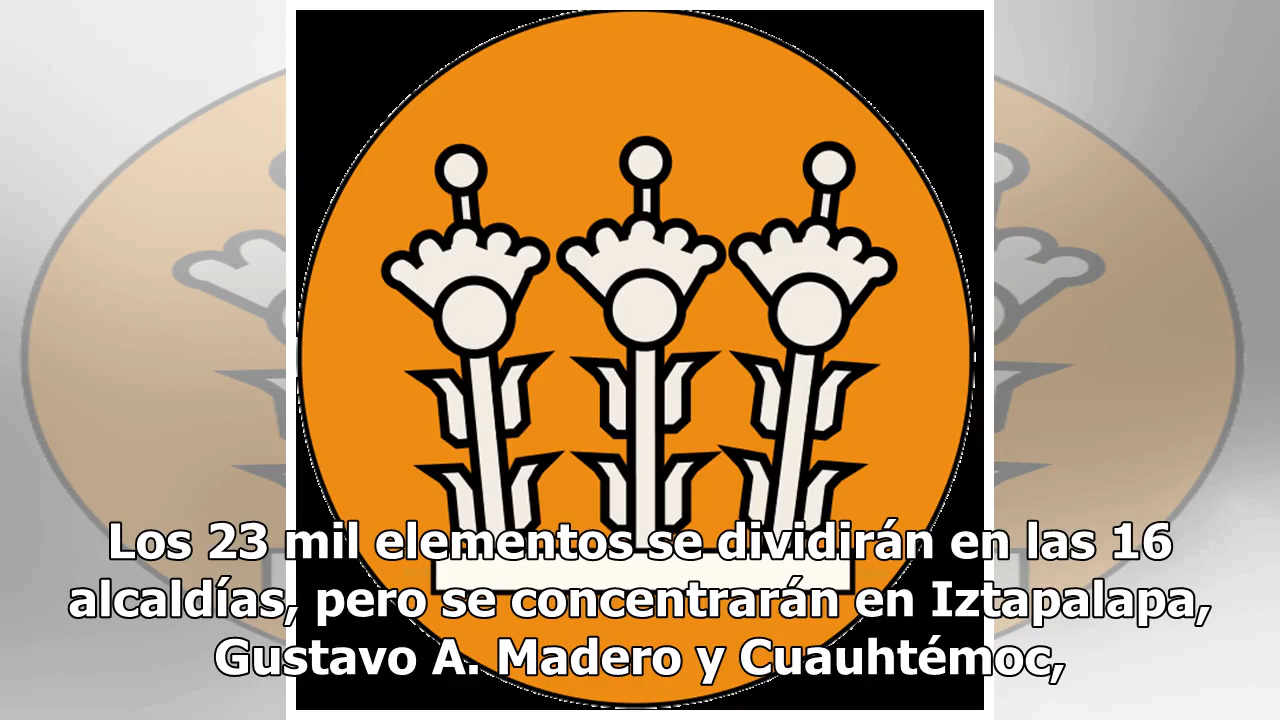 Los 23 mil elementos se dividirán en las 16
alcaldías, pero se concentrarán en Iztapalapa,
Gustavo A. Madero y Cuauhtémoc,